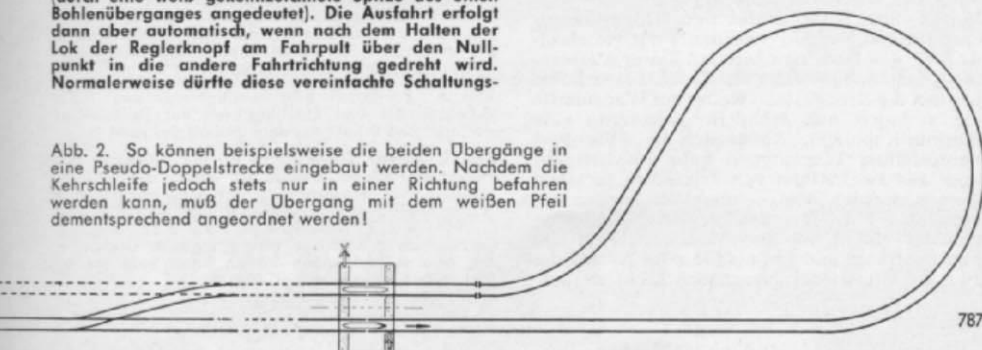 Bohlenüberganges angedeutet). Die Ausfahrt erfolgt
dann aber automatisch, wenn nach dem Halten der
Lok der Reglerknopf am Fahrpult über den Null-
punkt in die andere Fahrtrichtung gedreht wird.
Normalerweise dürfte diese vereinfachte Schaltungs-
Abb. 2. So können beispielsweise die beiden Übergänge in
eine Pseudo-Doppelstrecke eingebaut werden. Nachdem die
Kehrschleife jedoch stets nur in einer Richtung befahren
werden kann, muß der Übergang mit dem weißen Pfeil
dementsprechend angeordnet werden!
787